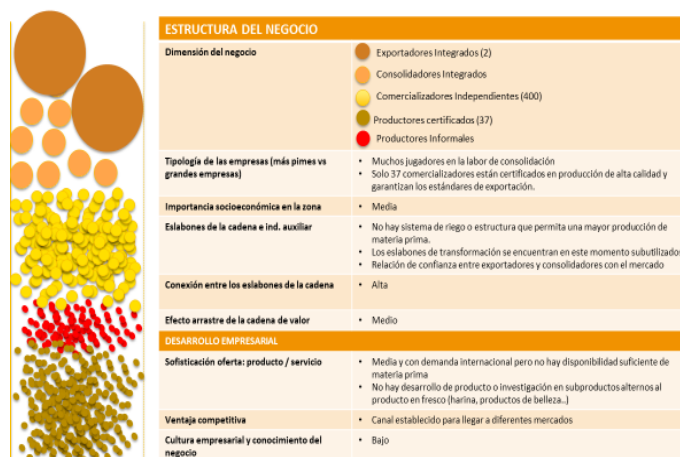 ESTRUCTURA DEL NEGOCIO
Dimensión del negocio
Exportadores Integrados (2)
Consolidadores Integrados
Comercializadores Independientes (400)
Productores certificados (37)
Productores Informales
Tipología de las empresas (más pimes vs
grandes empresas)
• Muchos jugadores en la labor de consolidación
• Solo 37 comercializadores están certificados en producción de alta calidad y
garantizan los estándares de exportación.
Importancia socioeconómica en la zona
• Media
Eslabones de la cadena e ind. auxiliar
• No hay sistema de riego o estructura que permita una mayor producción de
materia prima.
• Los eslabones de transformación se encuentran en este momento subutilizados
• Relación de confianza entre exportadores y consolidadores con el mercado
Conexión entre los eslabones de la cadena
• Alta
Efecto arrastre de la cadena de valor
• Medio
DESARROLLO EMPRESARIAL
Sofisticación oferta: producto / servicio
• Media y con demanda internacional pero no hay disponibilidad suficiente de
materia prima
• No hay desarrollo de producto o investigación en subproductos alternos al
producto en fresco (harina, productos de belleza..)
Ventaja competitiva
• Canal establecido para llegar a diferentes mercados
Cultura empresarial y conocimiento del
negocio
• Bajo